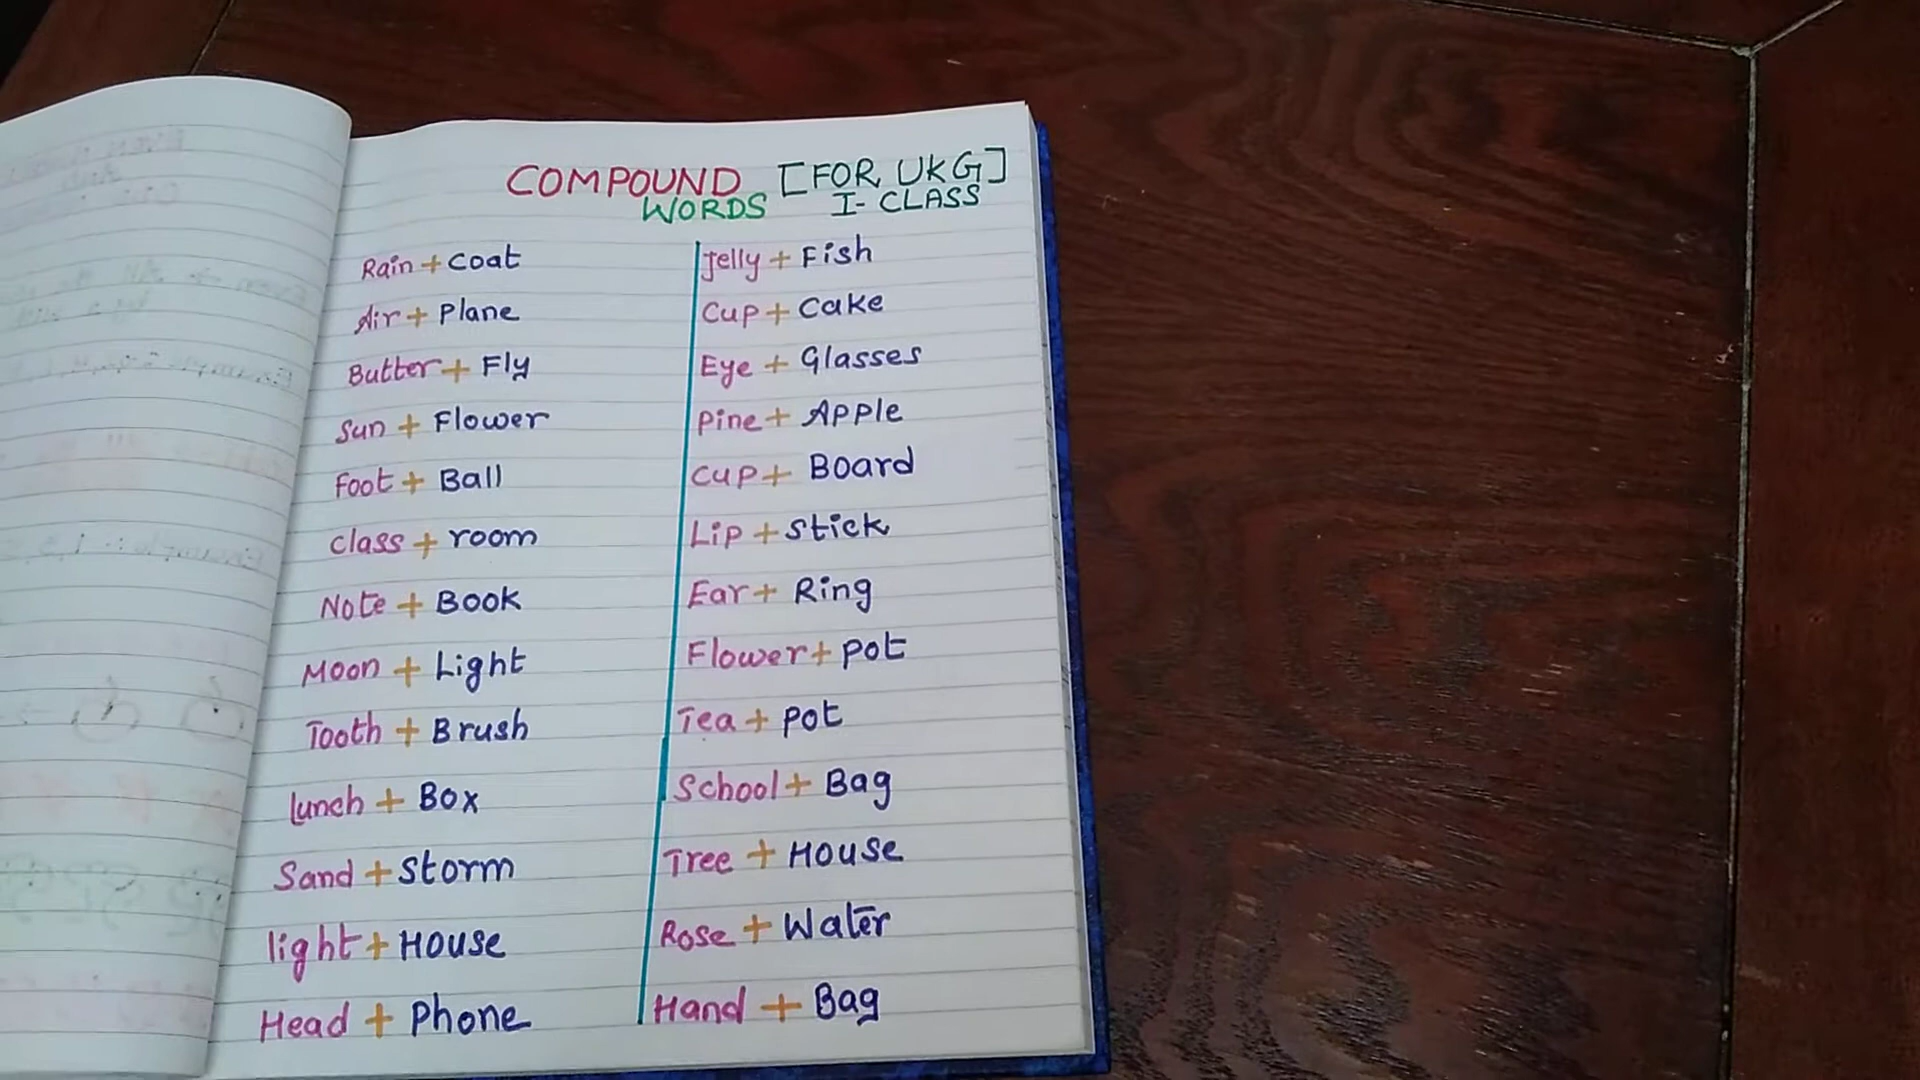 COMPOUND [FOR UKG]
WORDS I- CLASS
Rain + Coat
Air + Plane
Butter + Fly
Sun + Flower
Foot + Ball
Class + room
Note + Book
Moon + Light
Tooth + Brush
Lunch + Box
Sand + Storm
light + House
Head + Phone
Jelly + Fish
Cup + Cake
Eye + Glasses
Pine + Apple
Cup + Board
Lip + Stick
Ear + Ring
Flower + Pot
Tea + Pot
School + Bag
Tree + House
Rose + Water
Hand + Bag